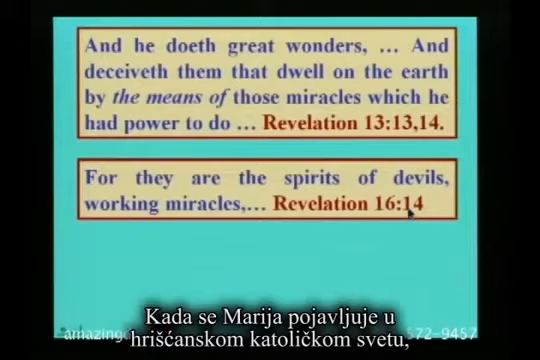 And he doeth great wonders, … And
deceiveth them that dwell on the earth
by the means of those miracles which he
had power to do … Revelation 13:13,14.
For they are the spirits of devils,
working miracles,… Revelation 16:14
Kada se Marija pojavljuje u
hrišćanskom katoličkom svetu,
572-9457